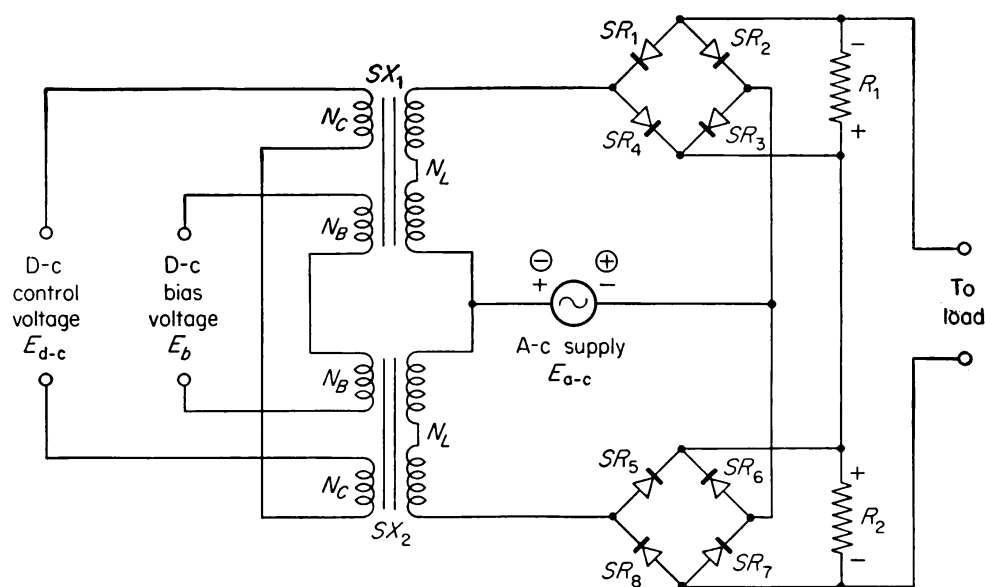 SR1
SR2
− R1 +
SX1
SR4
SR3
NC
NL
NB
D-c control voltage Ed-c
D-c bias voltage Eb
− +
+ −
A-c supply
Ea-c
To load
NB
NL
SR5
SR6
+ R2 −
NC
SX2
SR8
SR7